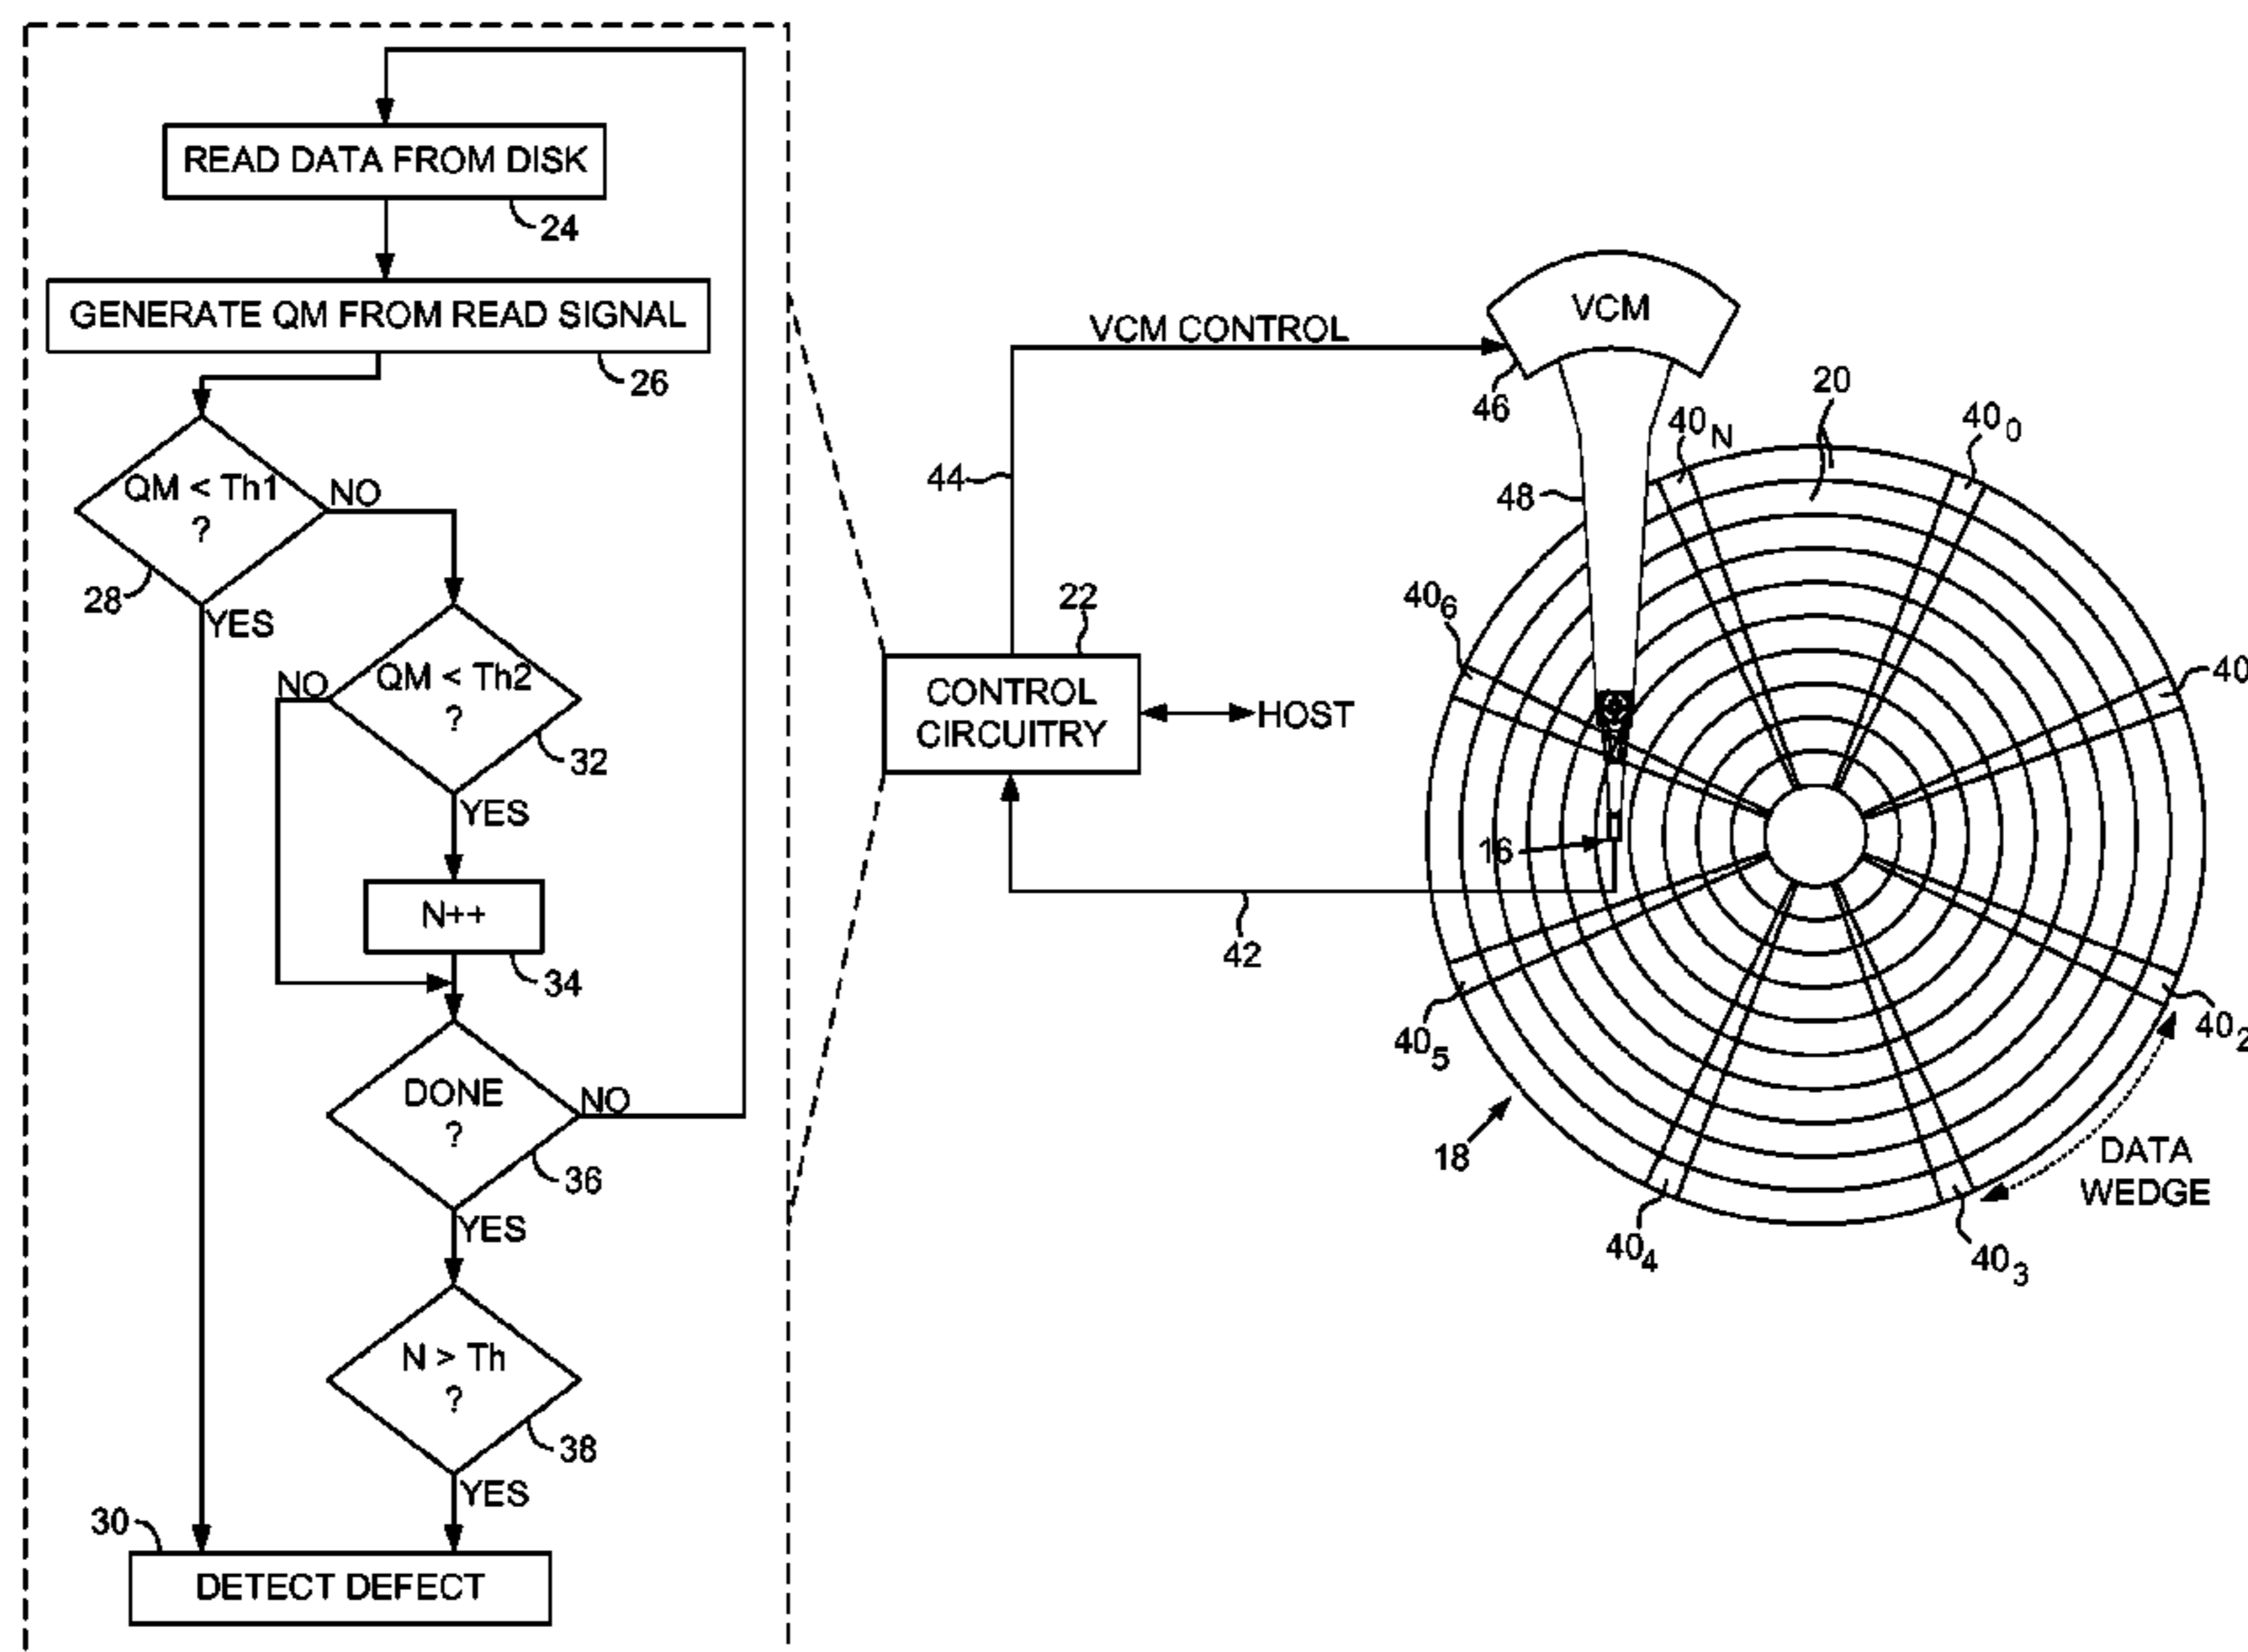 READ DATA FROM DISK
24
GENERATE QM FROM READ SIGNAL
26
QM < Th1
?
NO
28
YES
QM < Th2
?
NO
32
YES
N++
34
DONE
?
NO
36
YES
N > Th
?
38
YES
30
DETECT DEFECT
VCM CONTROL
44
22
CONTROL
CIRCUITRY
HOST
42
VCM
46
48
20
40N
400
40
406
16
405
402
18
404
403
DATA
WEDGE